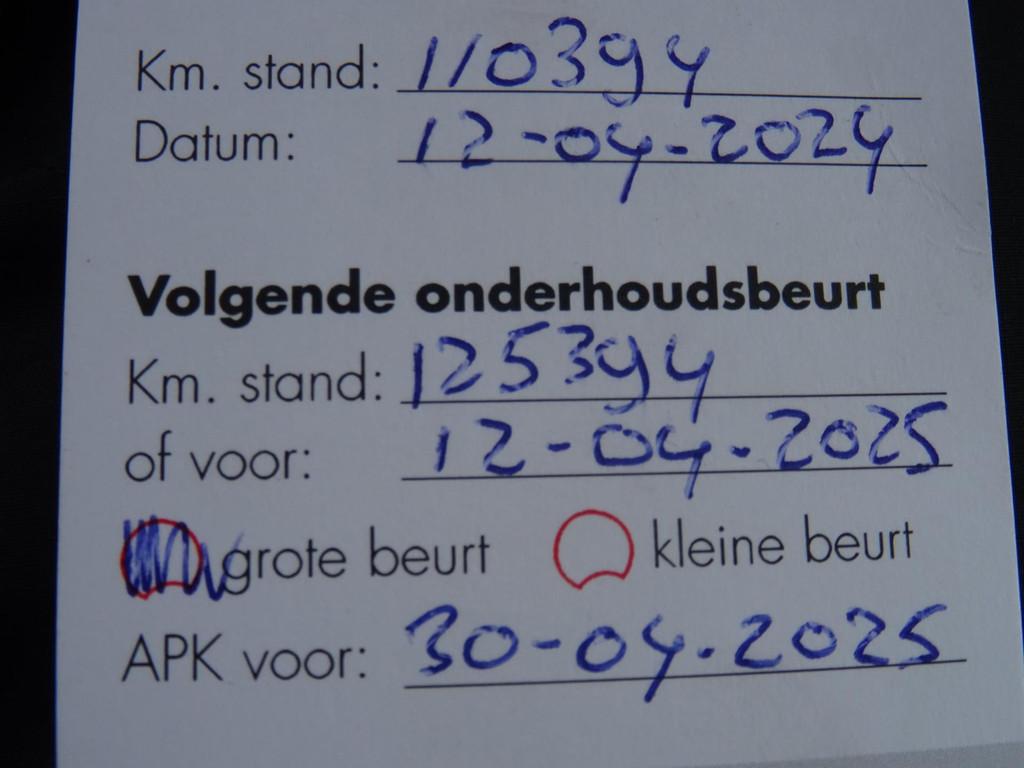 Km. stand: 110394
Datum: 12-04-2024
Volgende onderhoudsbeurt
Km. stand: 125394
of voor: 12-04-2025
grote beurt kleine beurt
APK voor: 30-04-2025